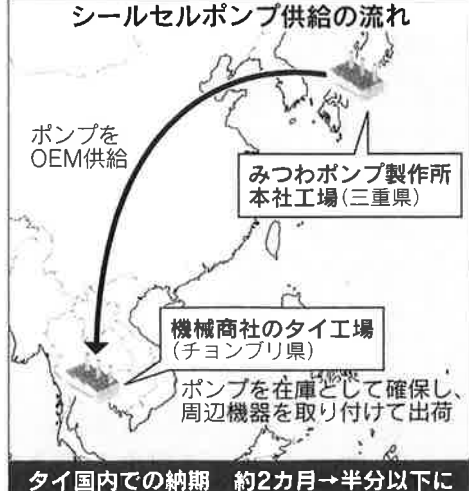 シールセルポンプ供給の流れ
ポンプを
OEM供給
みつわポンプ製作所
本社工場(三重県)
機械商社のタイ工場
(チョンブリ県)
ポンプを在庫として確保し、
周辺機器を取り付けて出荷
タイ国内での納期　約2カ月→半分以下に